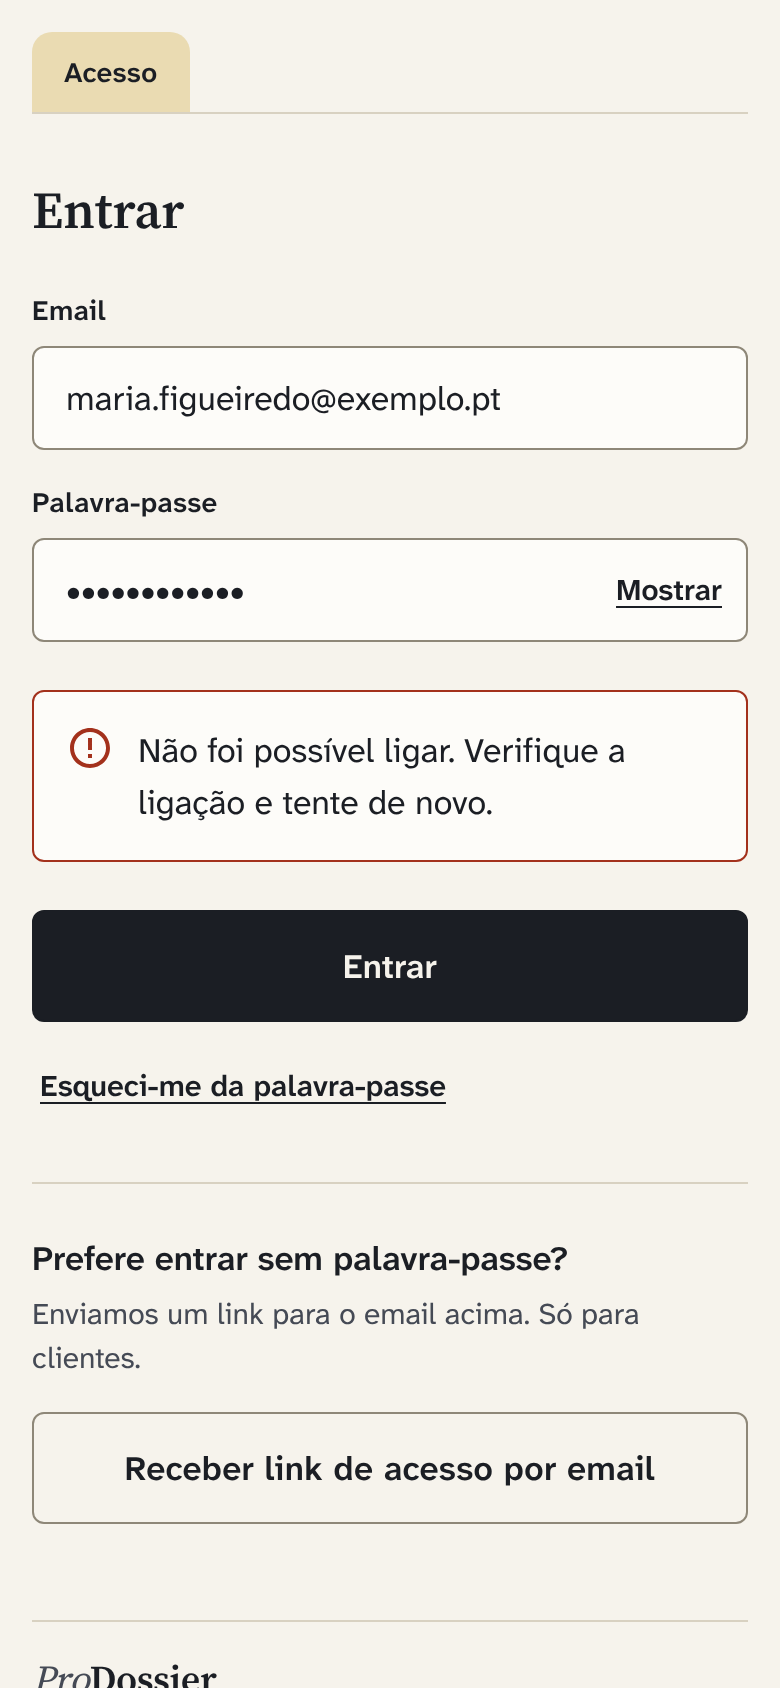 Acesso
Entrar
Email
maria.figueiredo@exemplo.pt
Palavra-passe
••••••••••••
Mostrar
Não foi possível ligar. Verifique a
ligação e tente de novo.
Entrar
Esqueci-me da palavra-passe
Prefere entrar sem palavra-passe?
Enviamos um link para o email acima. Só para
clientes.
Receber link de acesso por email
ProDossier